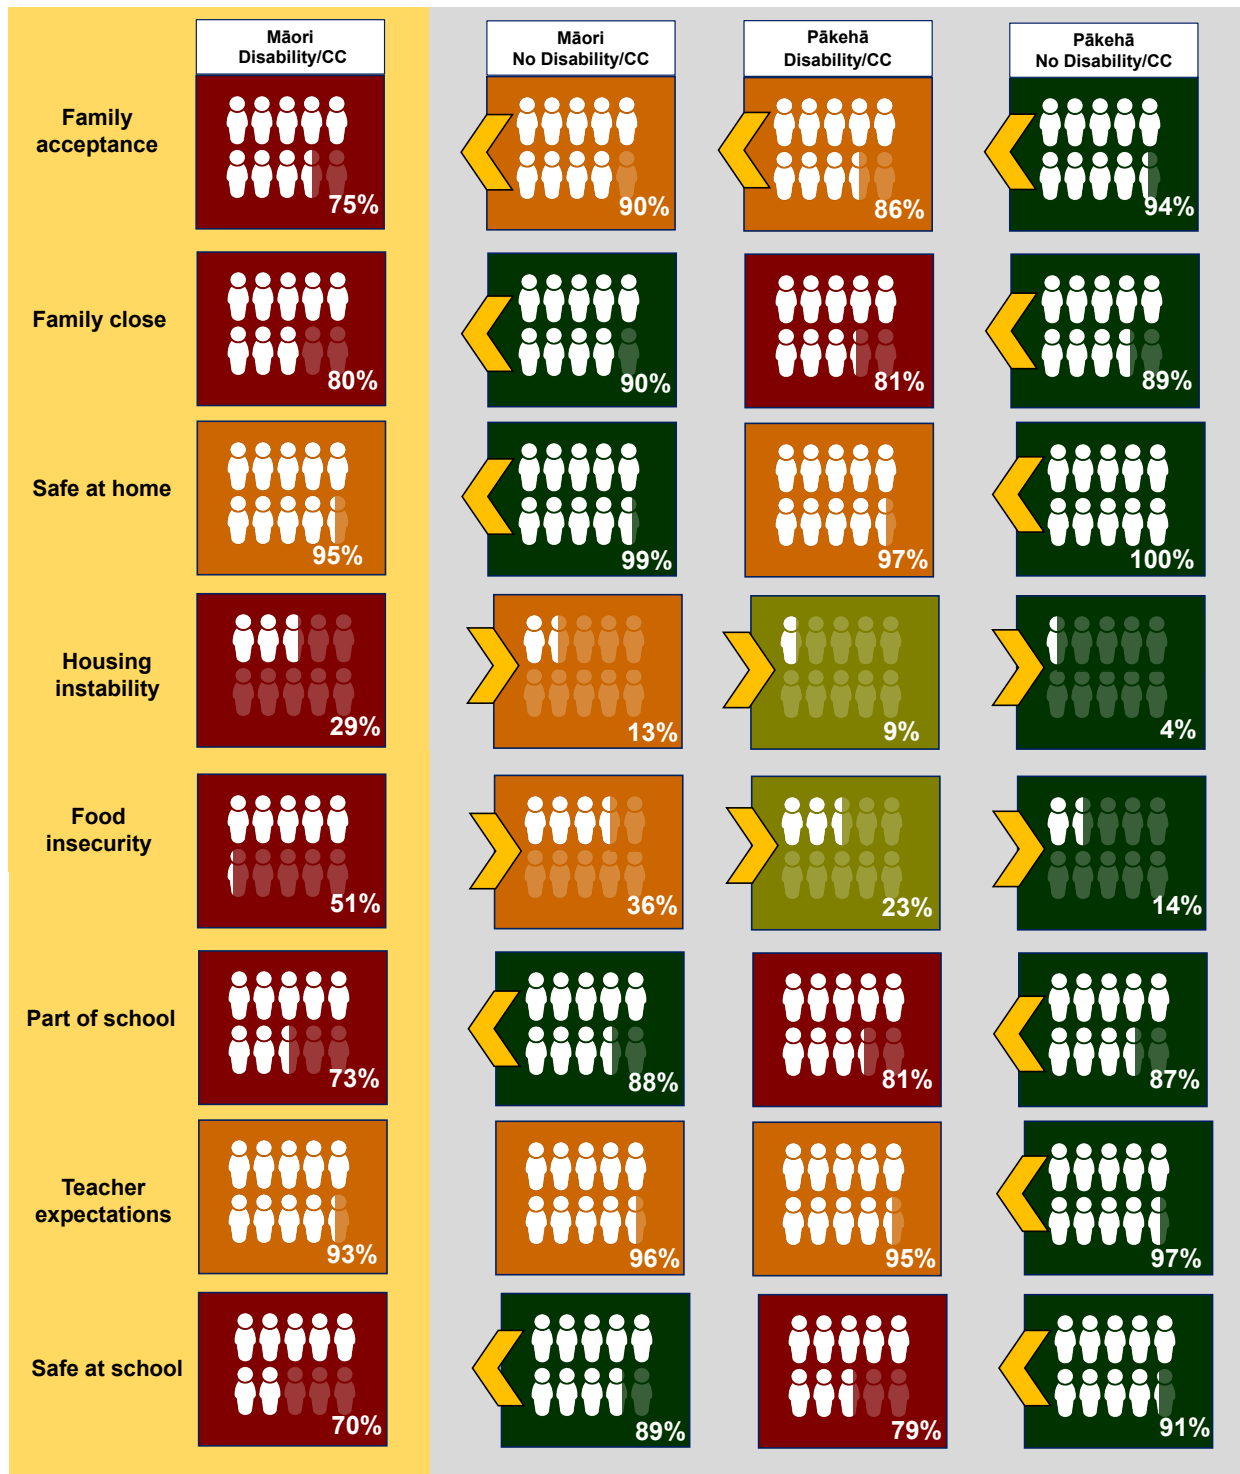 Māori
Disability/CC
Māori
No Disability/CC
Pākehā
Disability/CC
Pākehā
No Disability/CC
Family
acceptance
75%
90%
86%
94%
Family close
80%
90%
81%
89%
Safe at home
95%
99%
97%
100%
Housing
instability
29%
13%
9%
4%
Food
insecurity
51%
36%
23%
14%
Part of school
73%
88%
81%
87%
Teacher
expectations
93%
96%
95%
97%
Safe at school
70%
89%
79%
91%